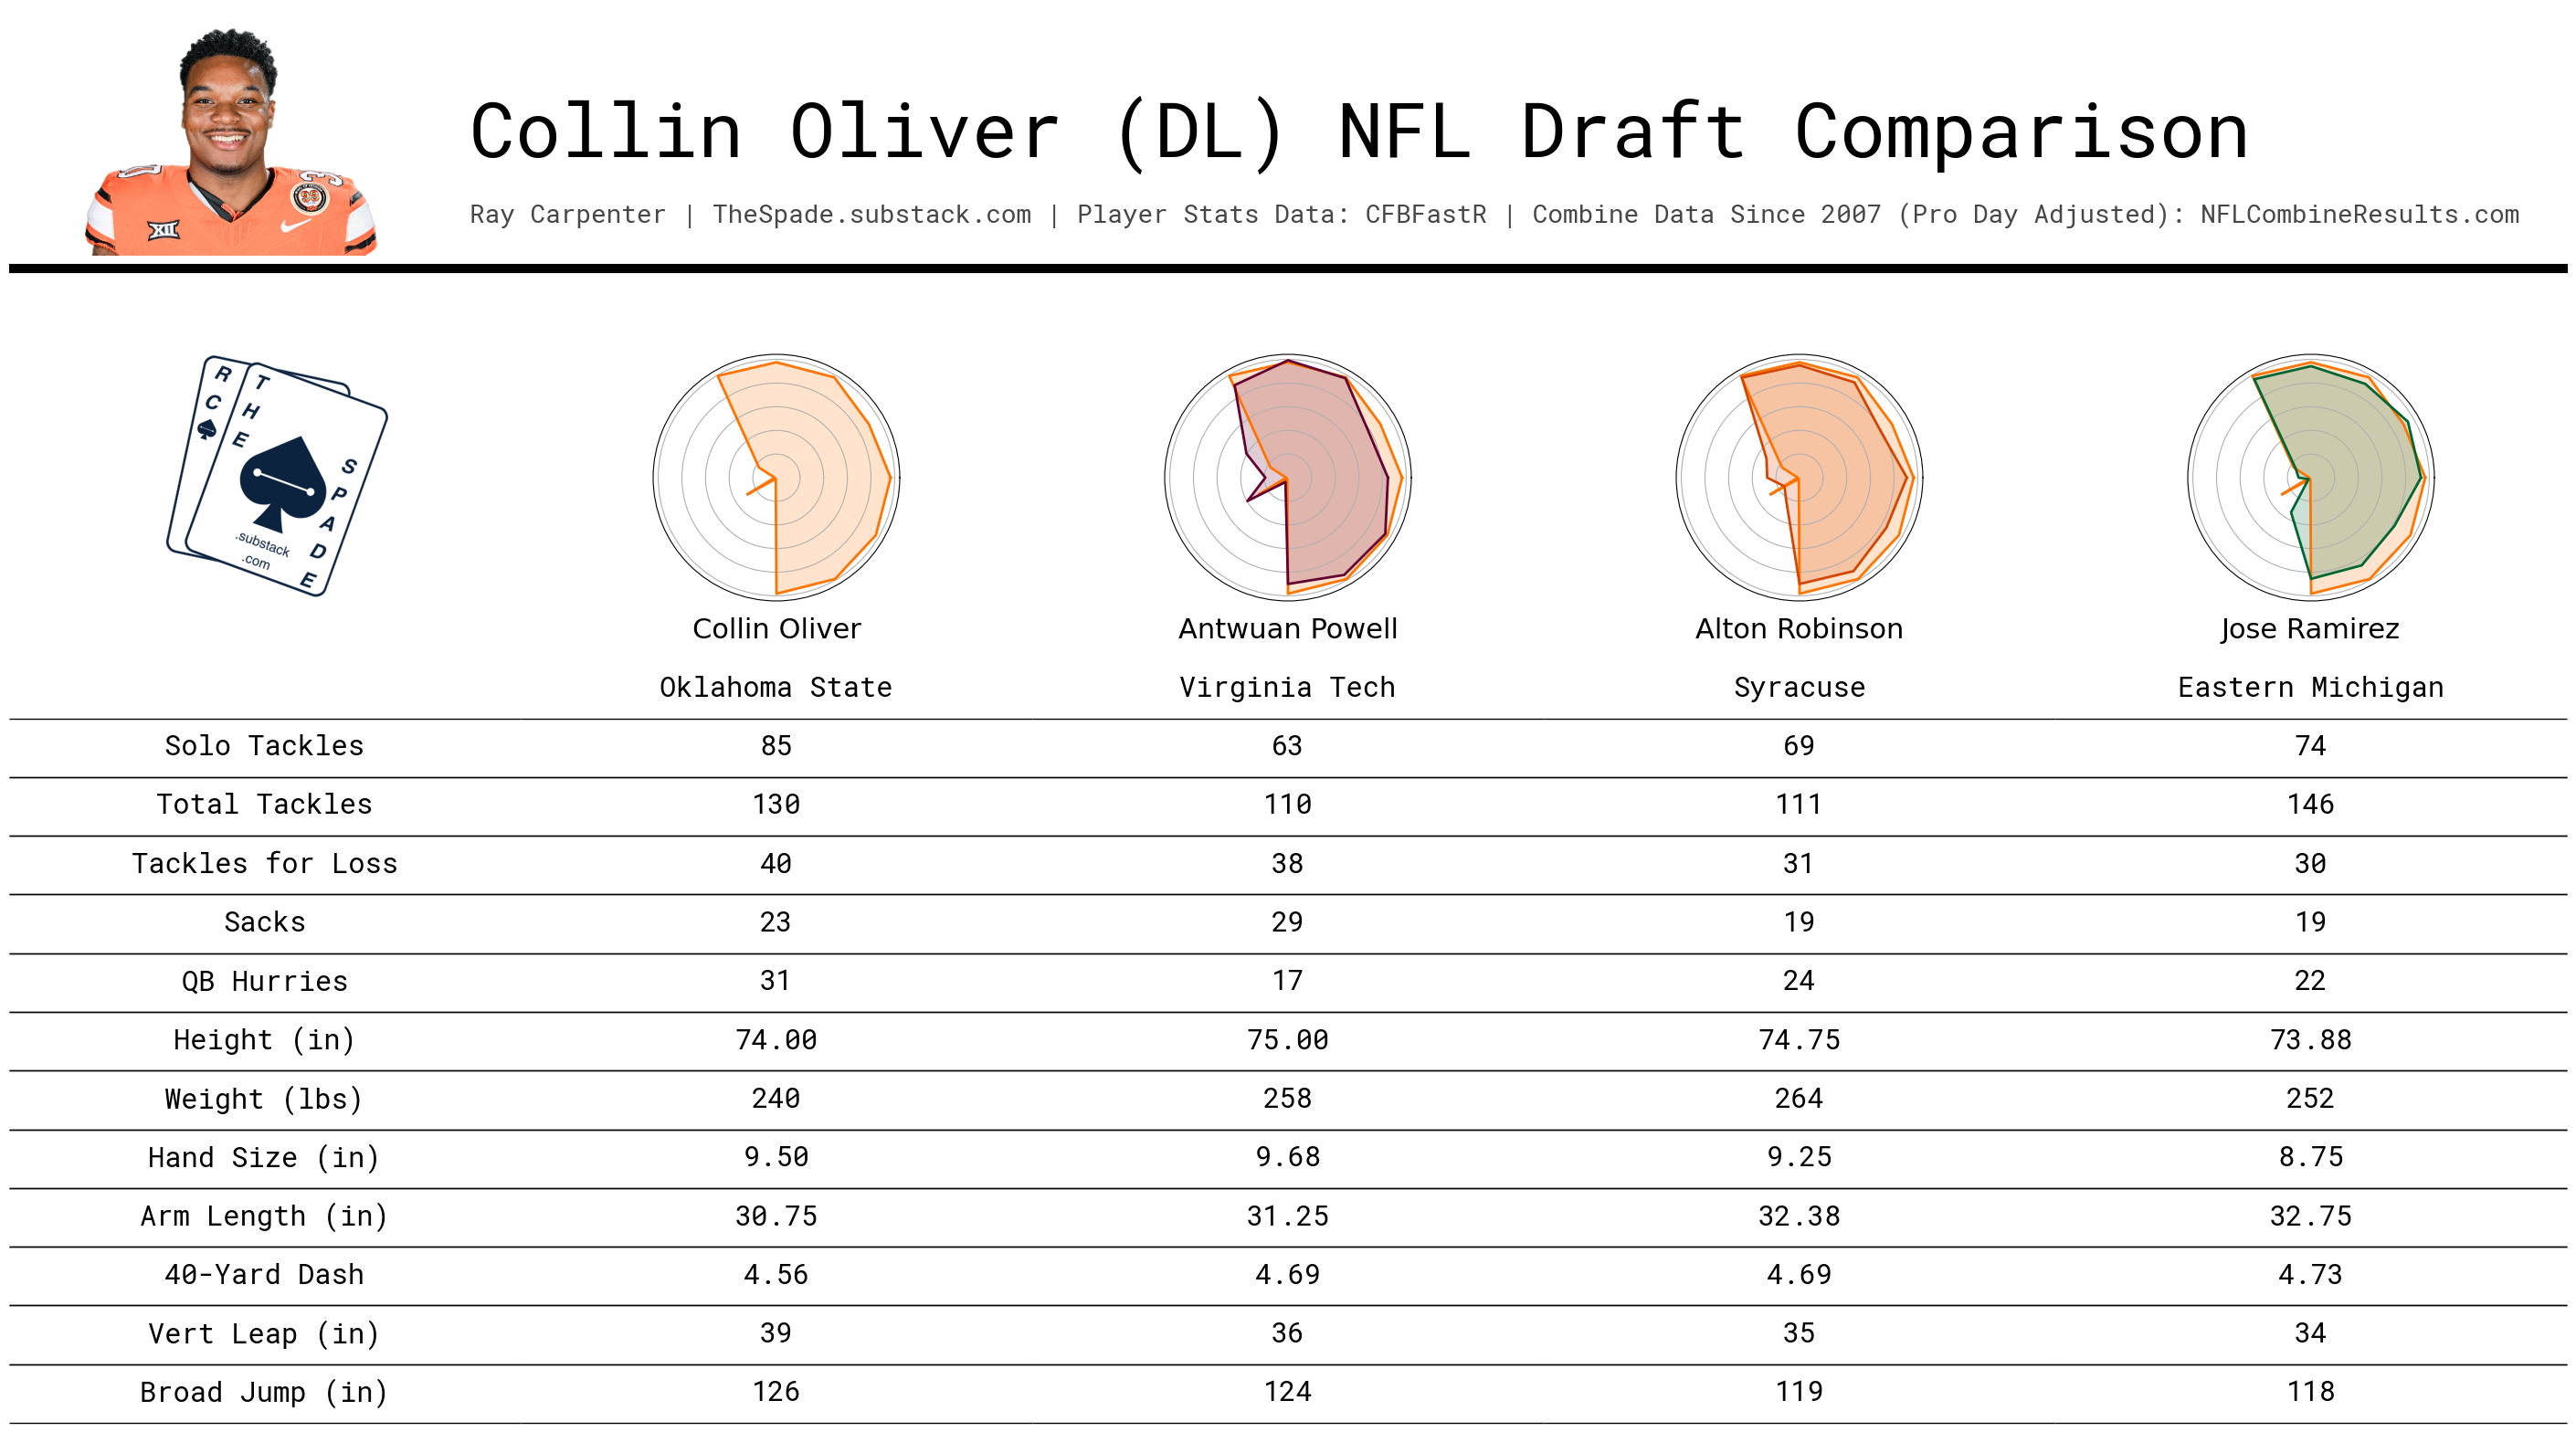 Collin Oliver (DL) NFL Draft Comparison
Ray Carpenter | TheSpade.substack.com | Player Stats Data: CFBFastR | Combine Data Since 2007 (Pro Day Adjusted): NFLCombineResults.com
XII
RC
THE
SPADE
.substack
.com
Collin Oliver Antwuan Powell Alton Robinson Jose Ramirez
Oklahoma State Virginia Tech Syracuse Eastern Michigan
Solo Tackles 85 63 69 74
Total Tackles 130 110 111 146
Tackles for Loss 40 38 31 30
Sacks 23 29 19 19
QB Hurries 31 17 24 22
Height (in) 74.00 75.00 74.75 73.88
Weight (lbs) 240 258 264 252
Hand Size (in) 9.50 9.68 9.25 8.75
Arm Length (in) 30.75 31.25 32.38 32.75
40-Yard Dash 4.56 4.69 4.69 4.73
Vert Leap (in) 39 36 35 34
Broad Jump (in) 126 124 119 118